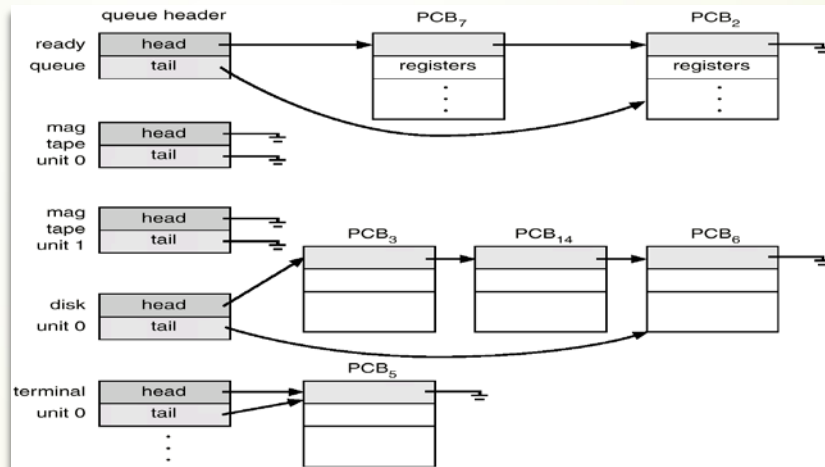 queue header
PCB₇
PCB₂
ready
queue
head
tail
registers
registers
mag
tape
unit 0
head
tail
mag
tape
unit 1
head
tail
PCB₃
PCB₁₄
PCB₆
disk
unit 0
head
tail
PCB₅
terminal
unit 0
head
tail